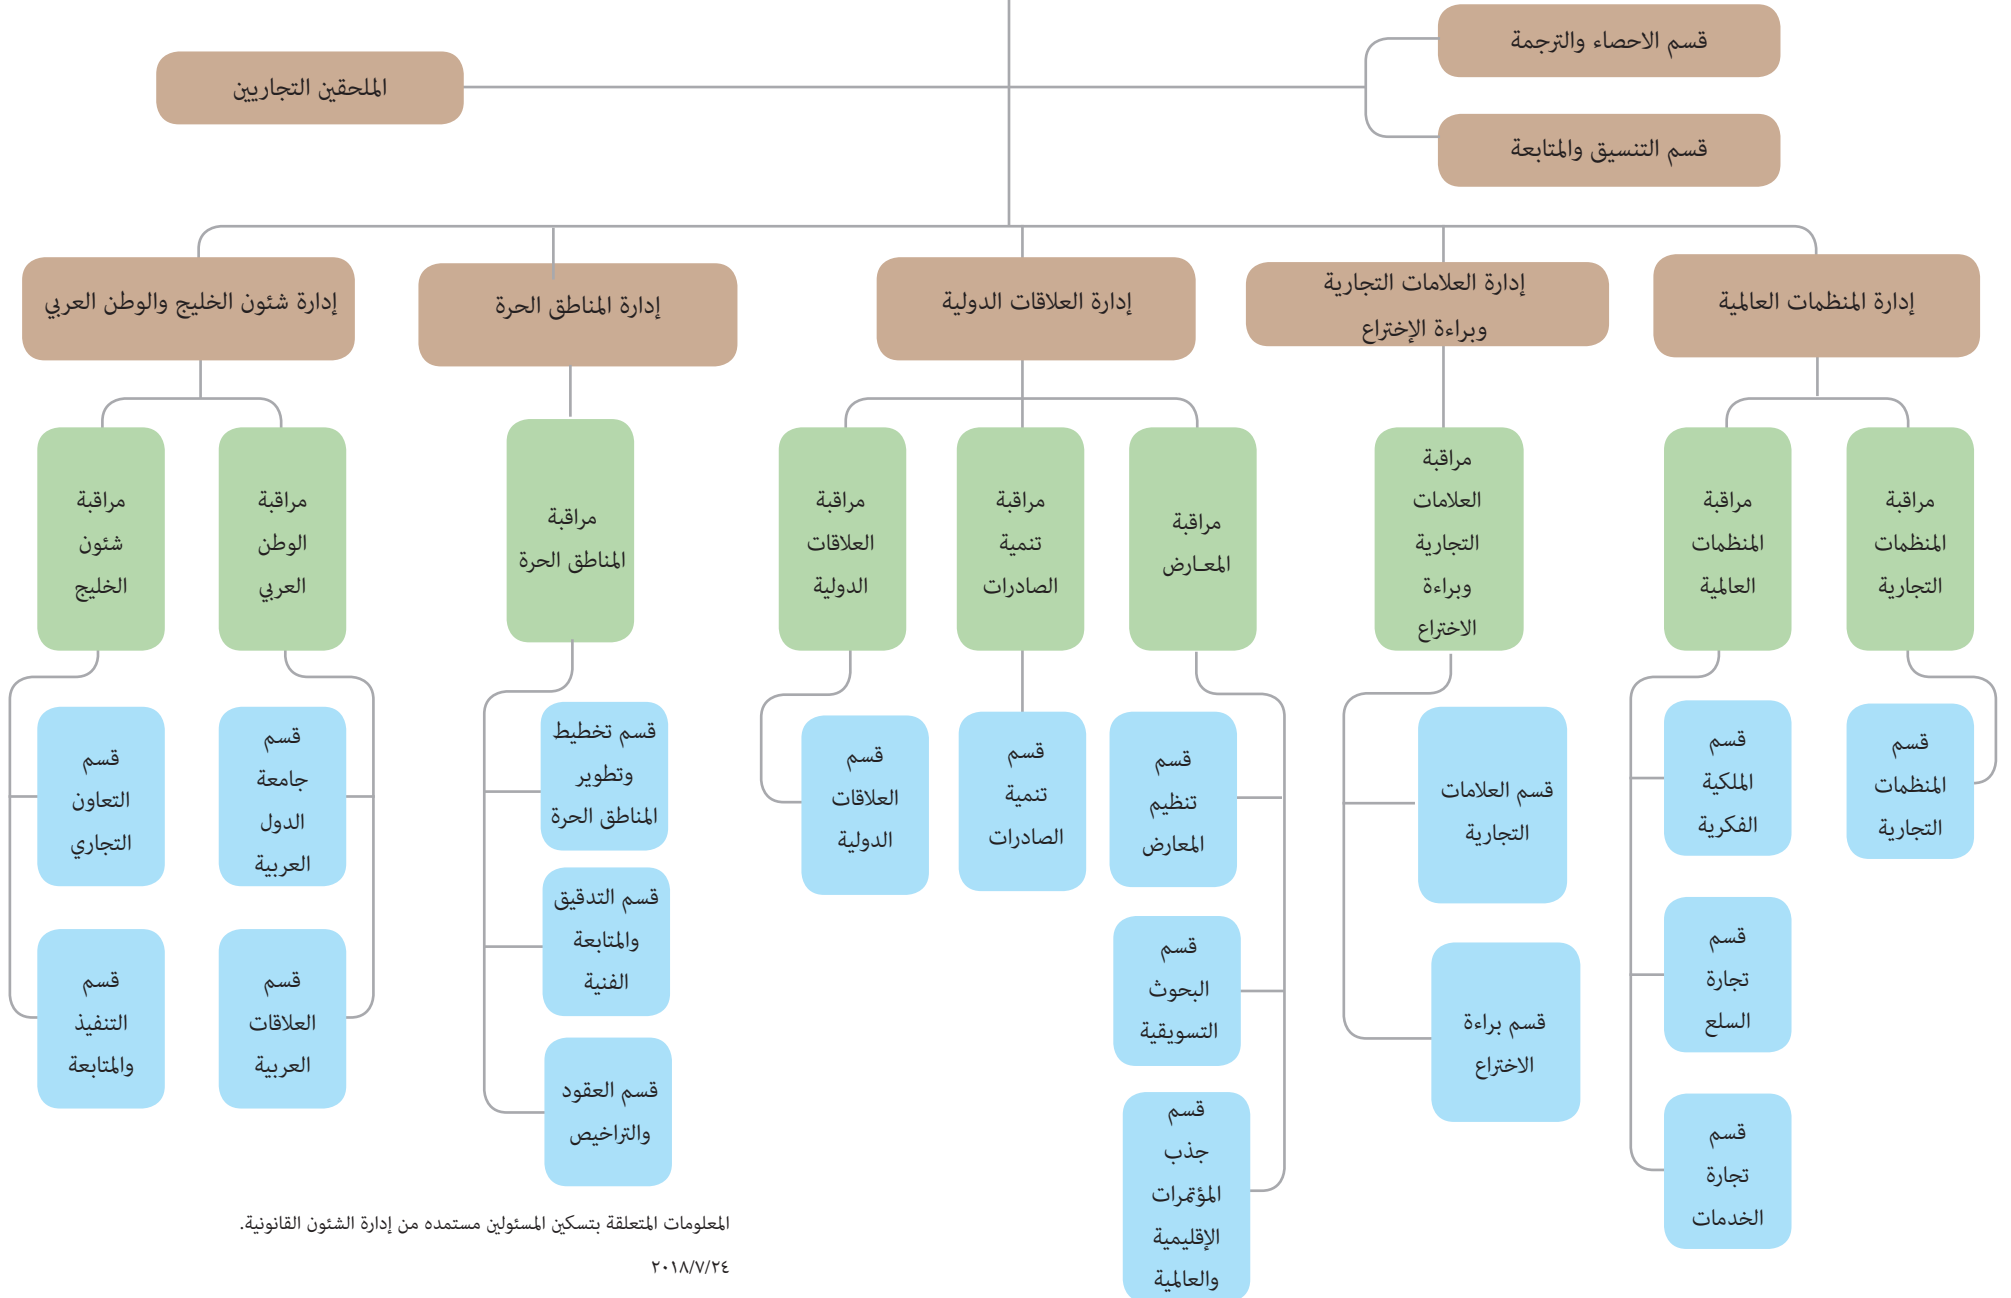 قسم الاحصاء والترجمة
الملحقين التجاريين
قسم التنسيق والمتابعة
إدارة المنظمات العالمية
إدارة العلامات التجارية
وبراءة الإختراع
إدارة العلاقات الدولية
إدارة المناطق الحرة
إدارة شئون الخليج والوطن العربي
مراقبة
المنظمات
التجارية
مراقبة
المنظمات
العالمية
مراقبة
العلامات
التجارية
وبراءة
الاختراع
مراقبة
المعـارض
مراقبة
تنمية
الصادرات
مراقبة
العلاقات
الدولية
مراقبة
المناطق الحرة
مراقبة
الوطن
العربي
مراقبة
شئون
الخليج
قسم
المنظمات
التجارية
قسم
الملكية
الفكرية
قسم
تجارة
السلع
قسم
تجارة
الخدمات
قسم العلامات
التجارية
قسم براءة
الاختراع
قسم
تنظيم
المعارض
قسم
البحوث
التسويقية
قسم
جذب
المؤتمرات
الإقليمية
والعالمية
قسم
تنمية
الصادرات
قسم
العلاقات
الدولية
قسم تخطيط
وتطوير
المناطق الحرة
قسم التدقيق
والمتابعة
الفنية
قسم العقود
والتراخيص
قسم
جامعة
الدول
العربية
قسم
العلاقات
العربية
قسم
التعاون
التجاري
قسم
التنفيذ
والمتابعة
المعلومات المتعلقة بتسكين المسئولين مستمده من إدارة الشئون القانونية.
٢٠١٨/٧/٢٤